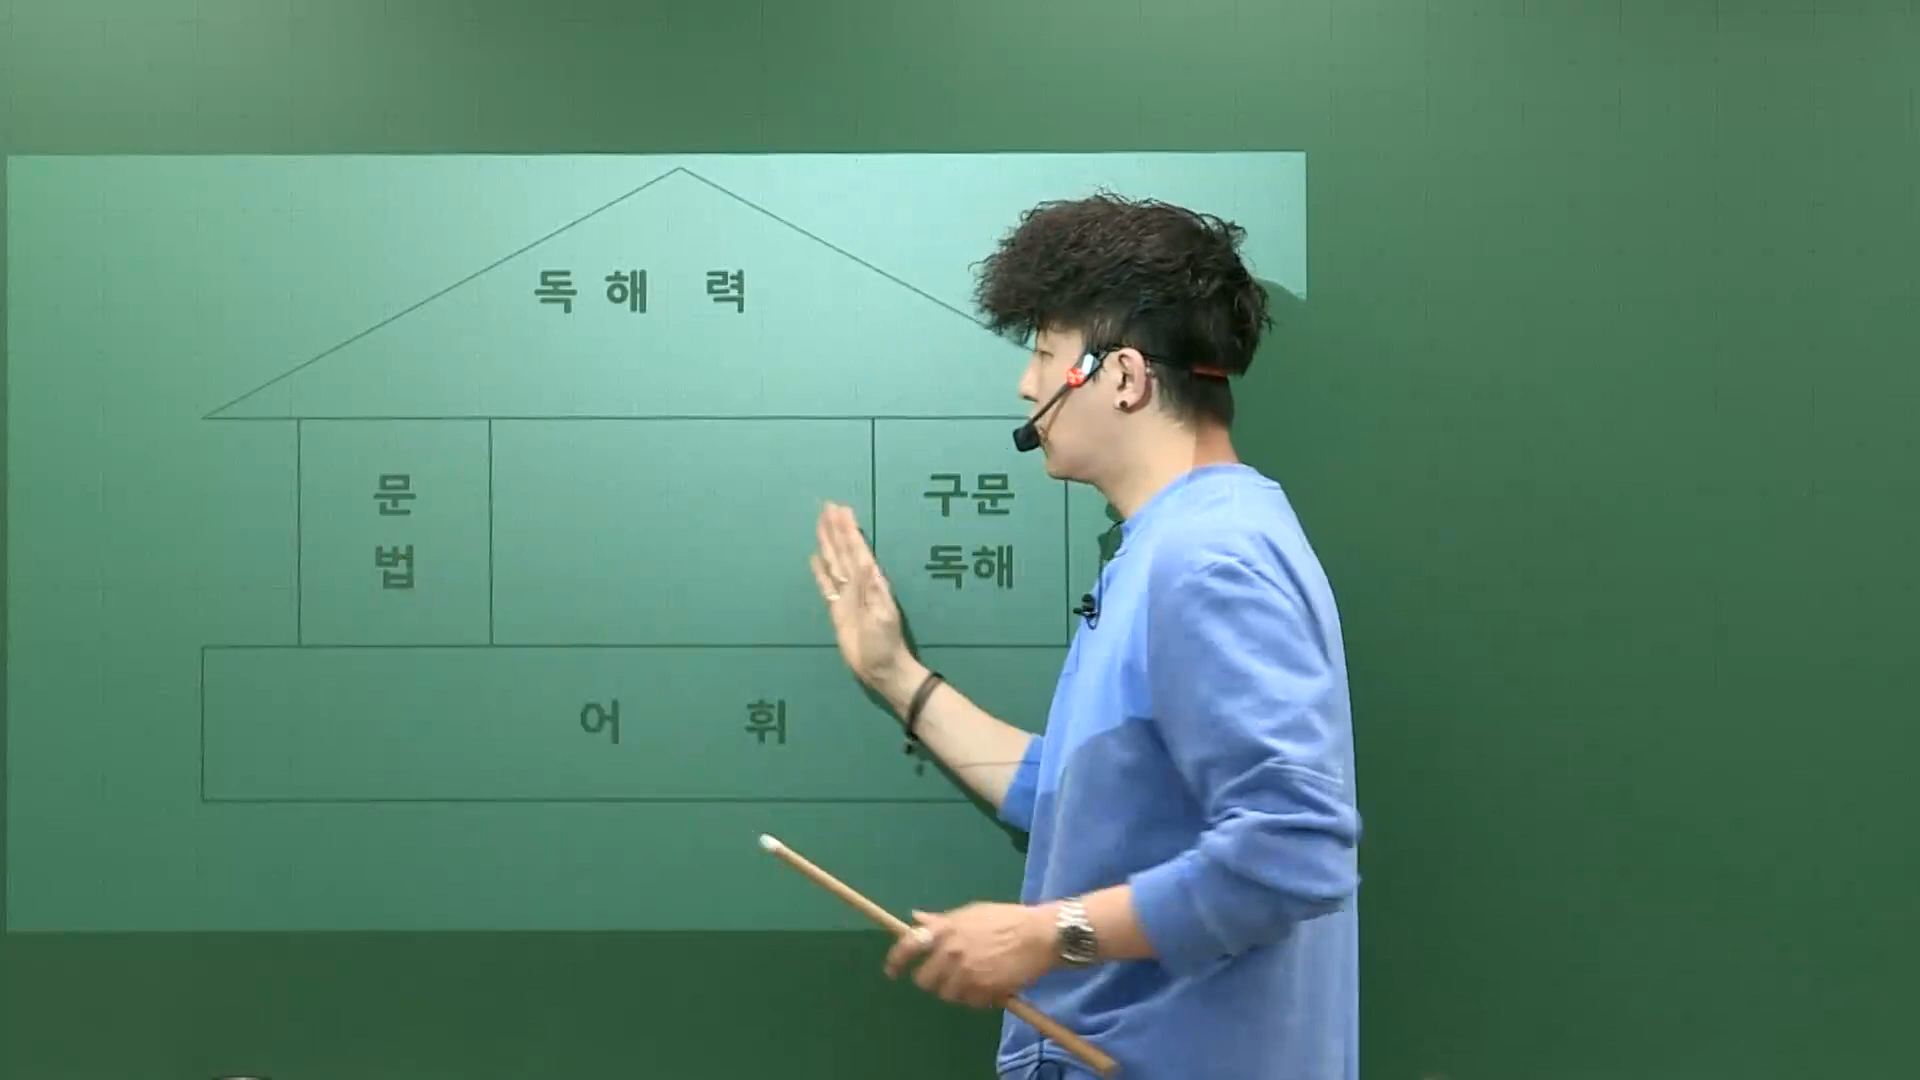 독 해 력
문 법
구문 독해
어 휘